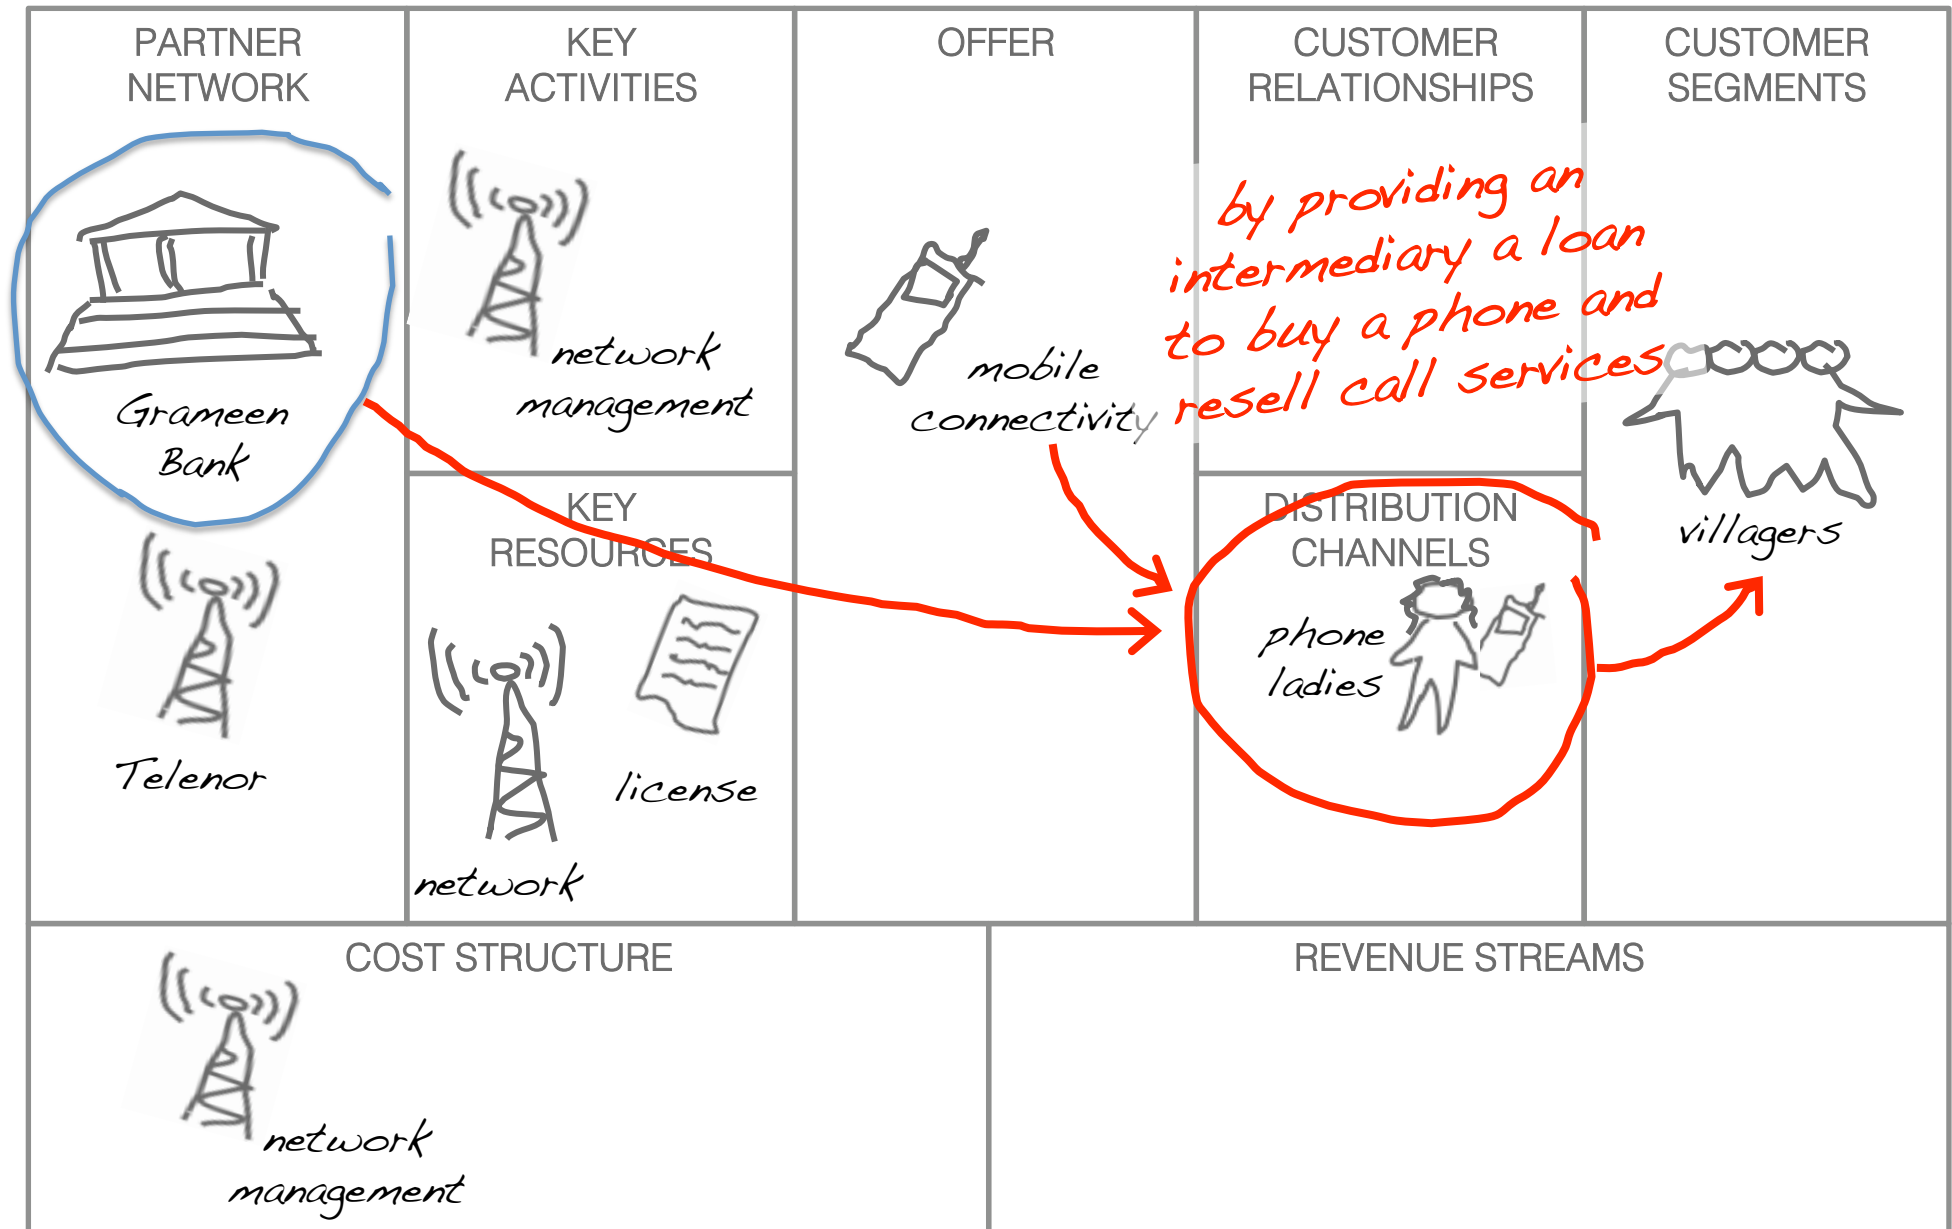 PARTNER
NETWORK
Grameen
Bank
Telenor
KEY
ACTIVITIES
network
management
KEY
RESOURCES
license
network
OFFER
mobile
connectivity
CUSTOMER
RELATIONSHIPS
by providing an
intermediary a loan
to buy a phone and
resell call services
DISTRIBUTION
CHANNELS
phone
ladies
CUSTOMER
SEGMENTS
villagers
COST STRUCTURE
network
management
REVENUE STREAMS